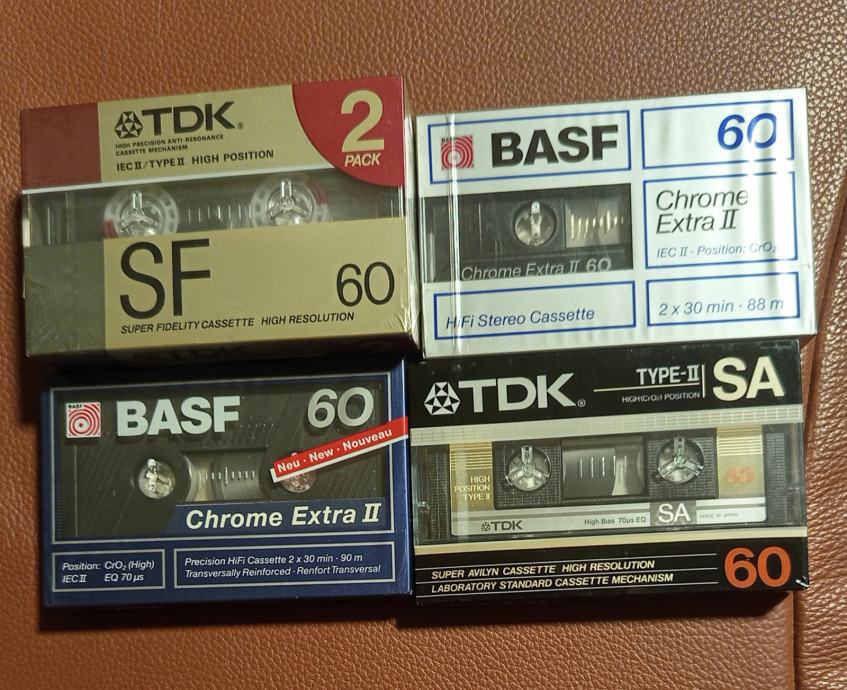 TDK®
HIGH PRECISION ANTI-RESONANCE
CASSETTE MECHANISM
IEC II/TYPE II HIGH POSITION
2
PACK
SF
60
SUPER FIDELITY CASSETTE HIGH RESOLUTION
TDK
BASF
BASF
60
Chrome
Extra II
IEC II · Position: CrO₂
Chrome Extra II 60
HiFi Stereo Cassette
2 x 30 min · 88 m
BASF
BASF
60
Neu · New · Nouveau
Chrome Extra II
Position: CrO₂ (High)
IEC II EQ 70 µs
Precision HiFi Cassette 2 x 30 min · 90 m
Transversally Reinforced · Renfort Transversal
TDK®
TYPE-II
HIGH(CrO₂) POSITION
SA
HIGH
POSITION
TYPE II
60
TDK
High Bias 70µs EQ
SA
MADE IN JAPAN
SUPER AVILYN CASSETTE HIGH RESOLUTION
LABORATORY STANDARD CASSETTE MECHANISM
60